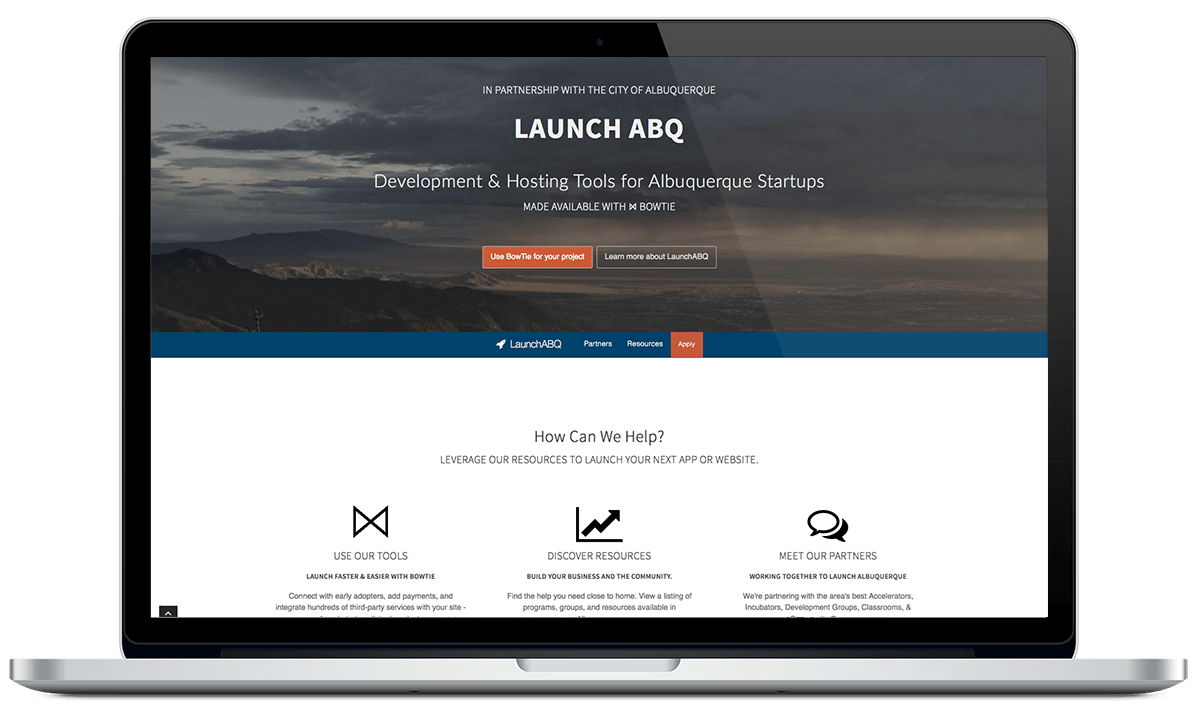 IN PARTNERSHIP WITH THE CITY OF ALBUQUERQUE
LAUNCH ABQ
Development & Hosting Tools for Albuquerque Startups
MADE AVAILABLE WITH ⋈ BOWTIE
Use BowTie for your project
Learn more about LaunchABQ
LaunchABQ
Partners
Resources
Apply
How Can We Help?
LEVERAGE OUR RESOURCES TO LAUNCH YOUR NEXT APP OR WEBSITE.
USE OUR TOOLS
LAUNCH FASTER & EASIER WITH BOWTIE
Connect with early adopters, add payments, and
integrate hundreds of third-party services with your site -
DISCOVER RESOURCES
BUILD YOUR BUSINESS AND THE COMMUNITY.
Find the help you need close to home. View a listing of
programs, groups, and resources available in
MEET OUR PARTNERS
WORKING TOGETHER TO LAUNCH ALBUQUERQUE
We're partnering with the area's best Accelerators,
Incubators, Development Groups, Classrooms, &